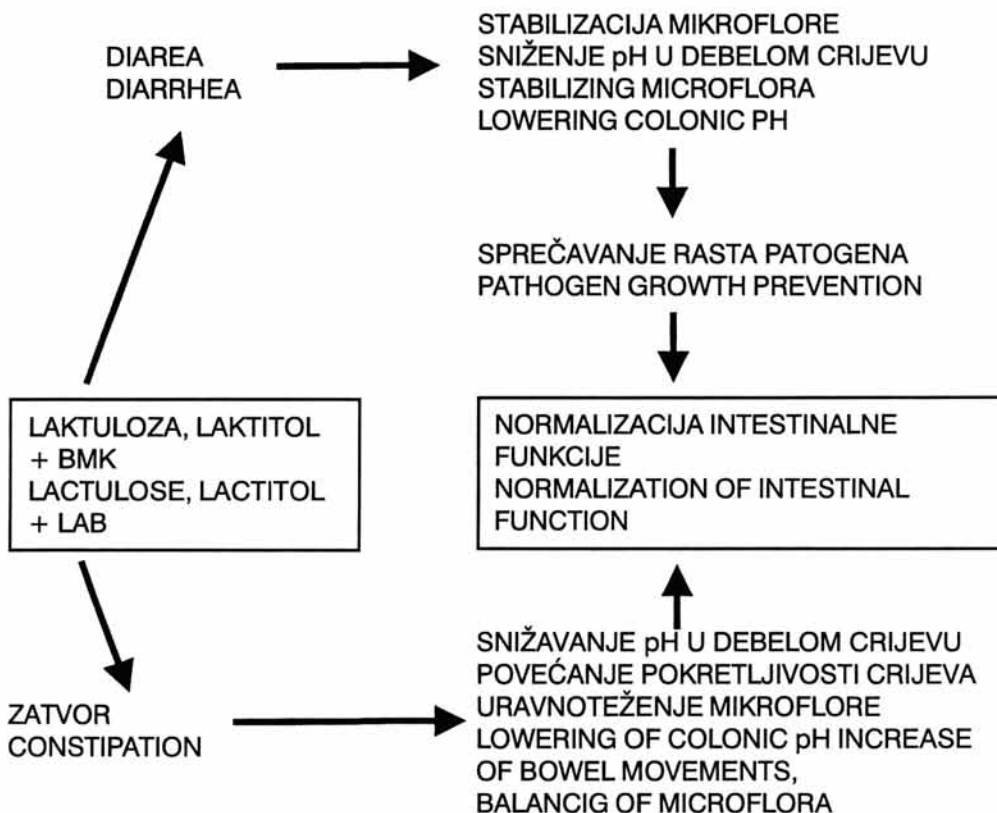 DIAREA
DIARRHEA
STABILIZACIJA MIKROFLORE
SNIŽENJE pH U DEBELOM CRIJEVU
STABILIZING MICROFLORA
LOWERING COLONIC PH
SPREČAVANJE RASTA PATOGENA
PATHOGEN GROWTH PREVENTION
LAKTULOZA, LAKTITOL
+ BMK
LACTULOSE, LACTITOL
+ LAB
NORMALIZACIJA INTESTINALNE
FUNKCIJE
NORMALIZATION OF INTESTINAL
FUNCTION
ZATVOR
CONSTIPATION
SNIŽAVANJE pH U DEBELOM CRIJEVU
POVEĆANJE POKRETLJIVOSTI CRIJEVA
URAVNOTEŽENJE MIKROFLORE
LOWERING OF COLONIC pH INCREASE
OF BOWEL MOVEMENTS,
BALANCIG OF MICROFLORA